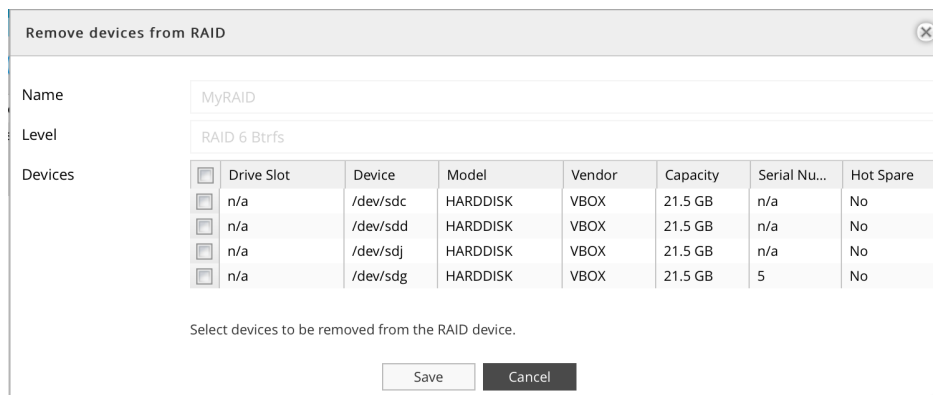 Remove devices from RAID
Name
MyRAID
Level
RAID 6 Btrfs
Devices
Drive Slot Device Model Vendor Capacity Serial Nu... Hot Spare
n/a /dev/sdc HARDDISK VBOX 21.5 GB n/a No
n/a /dev/sdd HARDDISK VBOX 21.5 GB n/a No
n/a /dev/sdj HARDDISK VBOX 21.5 GB n/a No
n/a /dev/sdg HARDDISK VBOX 21.5 GB 5 No
Select devices to be removed from the RAID device.
Save Cancel